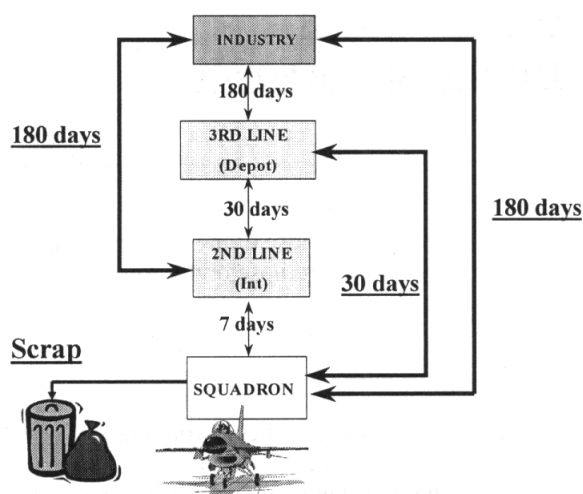 INDUSTRY
180 days
3RD LINE
(Depot)
180 days
180 days
30 days
2ND LINE
(Int)
30 days
7 days
Scrap
SQUADRON